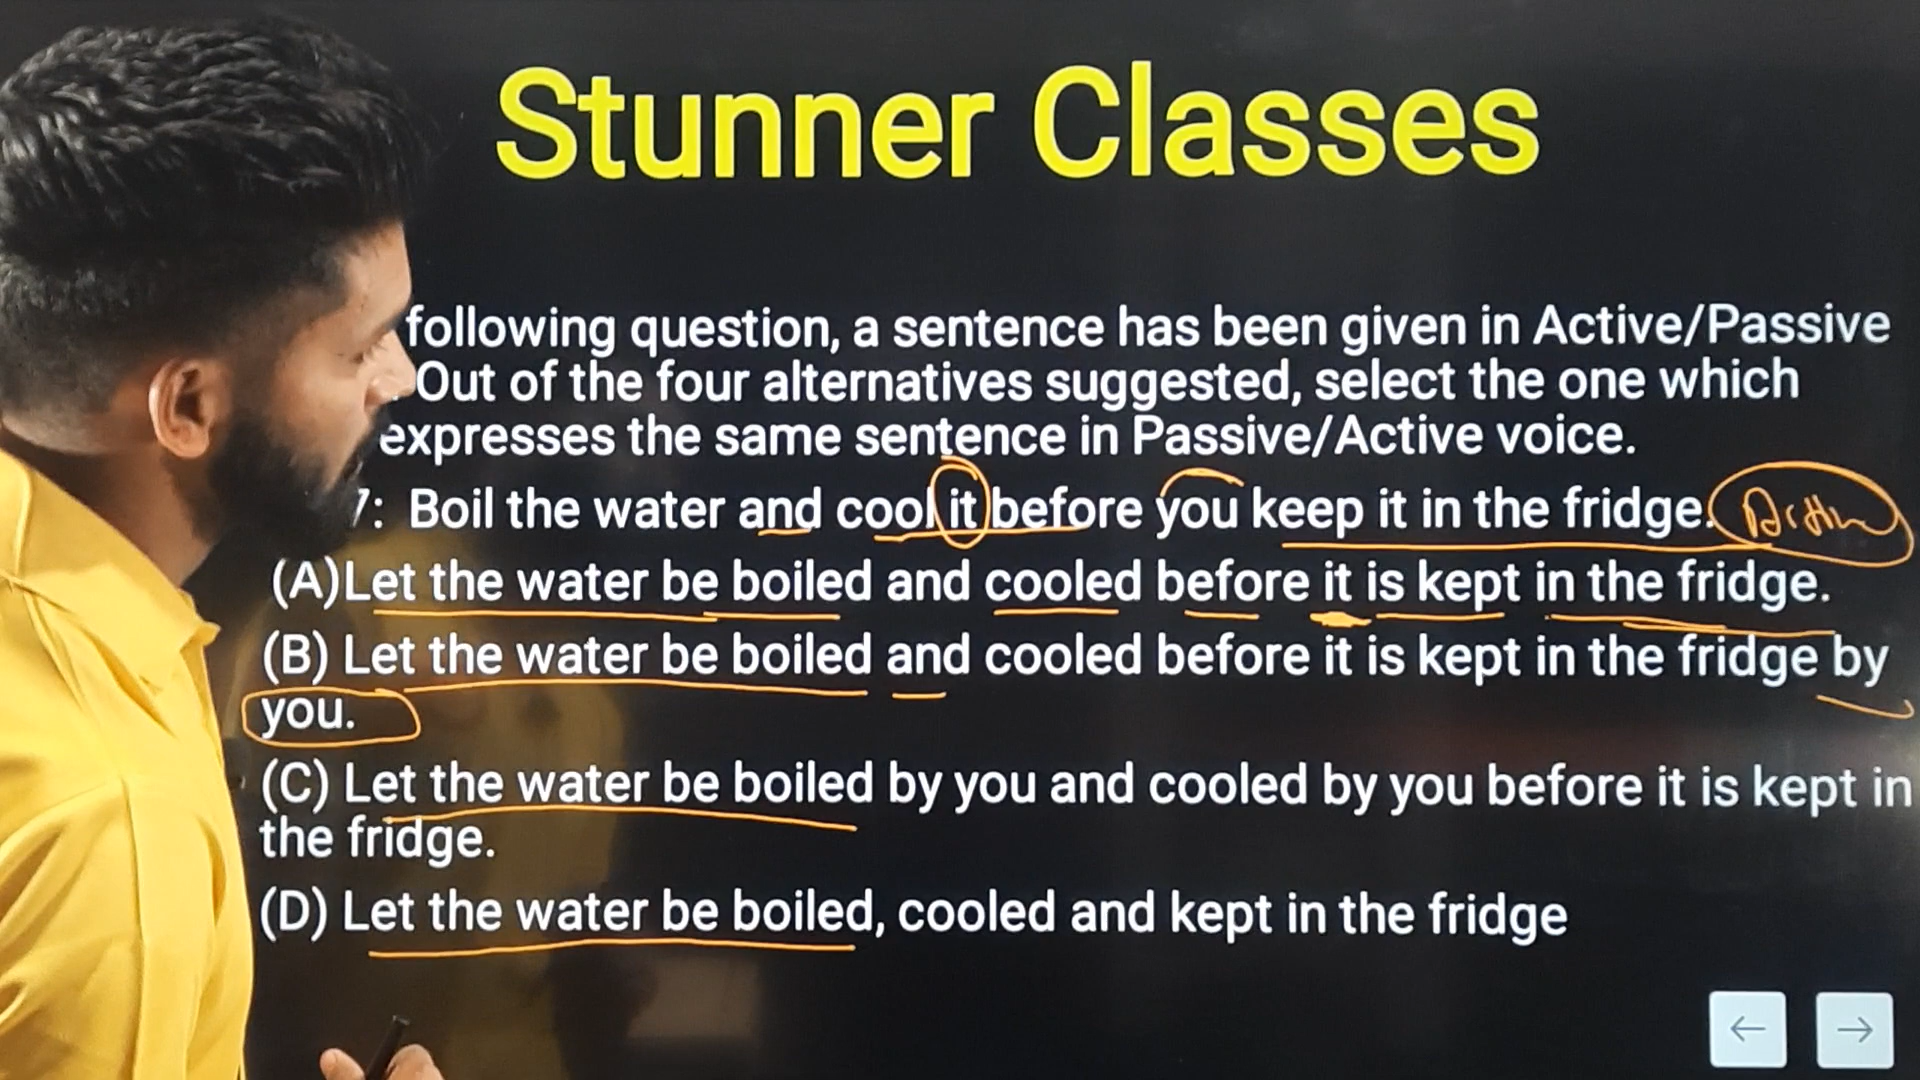 Stunner Classes
following question, a sentence has been given in Active/Passive
Out of the four alternatives suggested, select the one which
expresses the same sentence in Passive/Active voice.
7: Boil the water and cool it before you keep it in the fridge.
(A)Let the water be boiled and cooled before it is kept in the fridge.
(B) Let the water be boiled and cooled before it is kept in the fridge by
you.
(C) Let the water be boiled by you and cooled by you before it is kept in
the fridge.
(D) Let the water be boiled, cooled and kept in the fridge